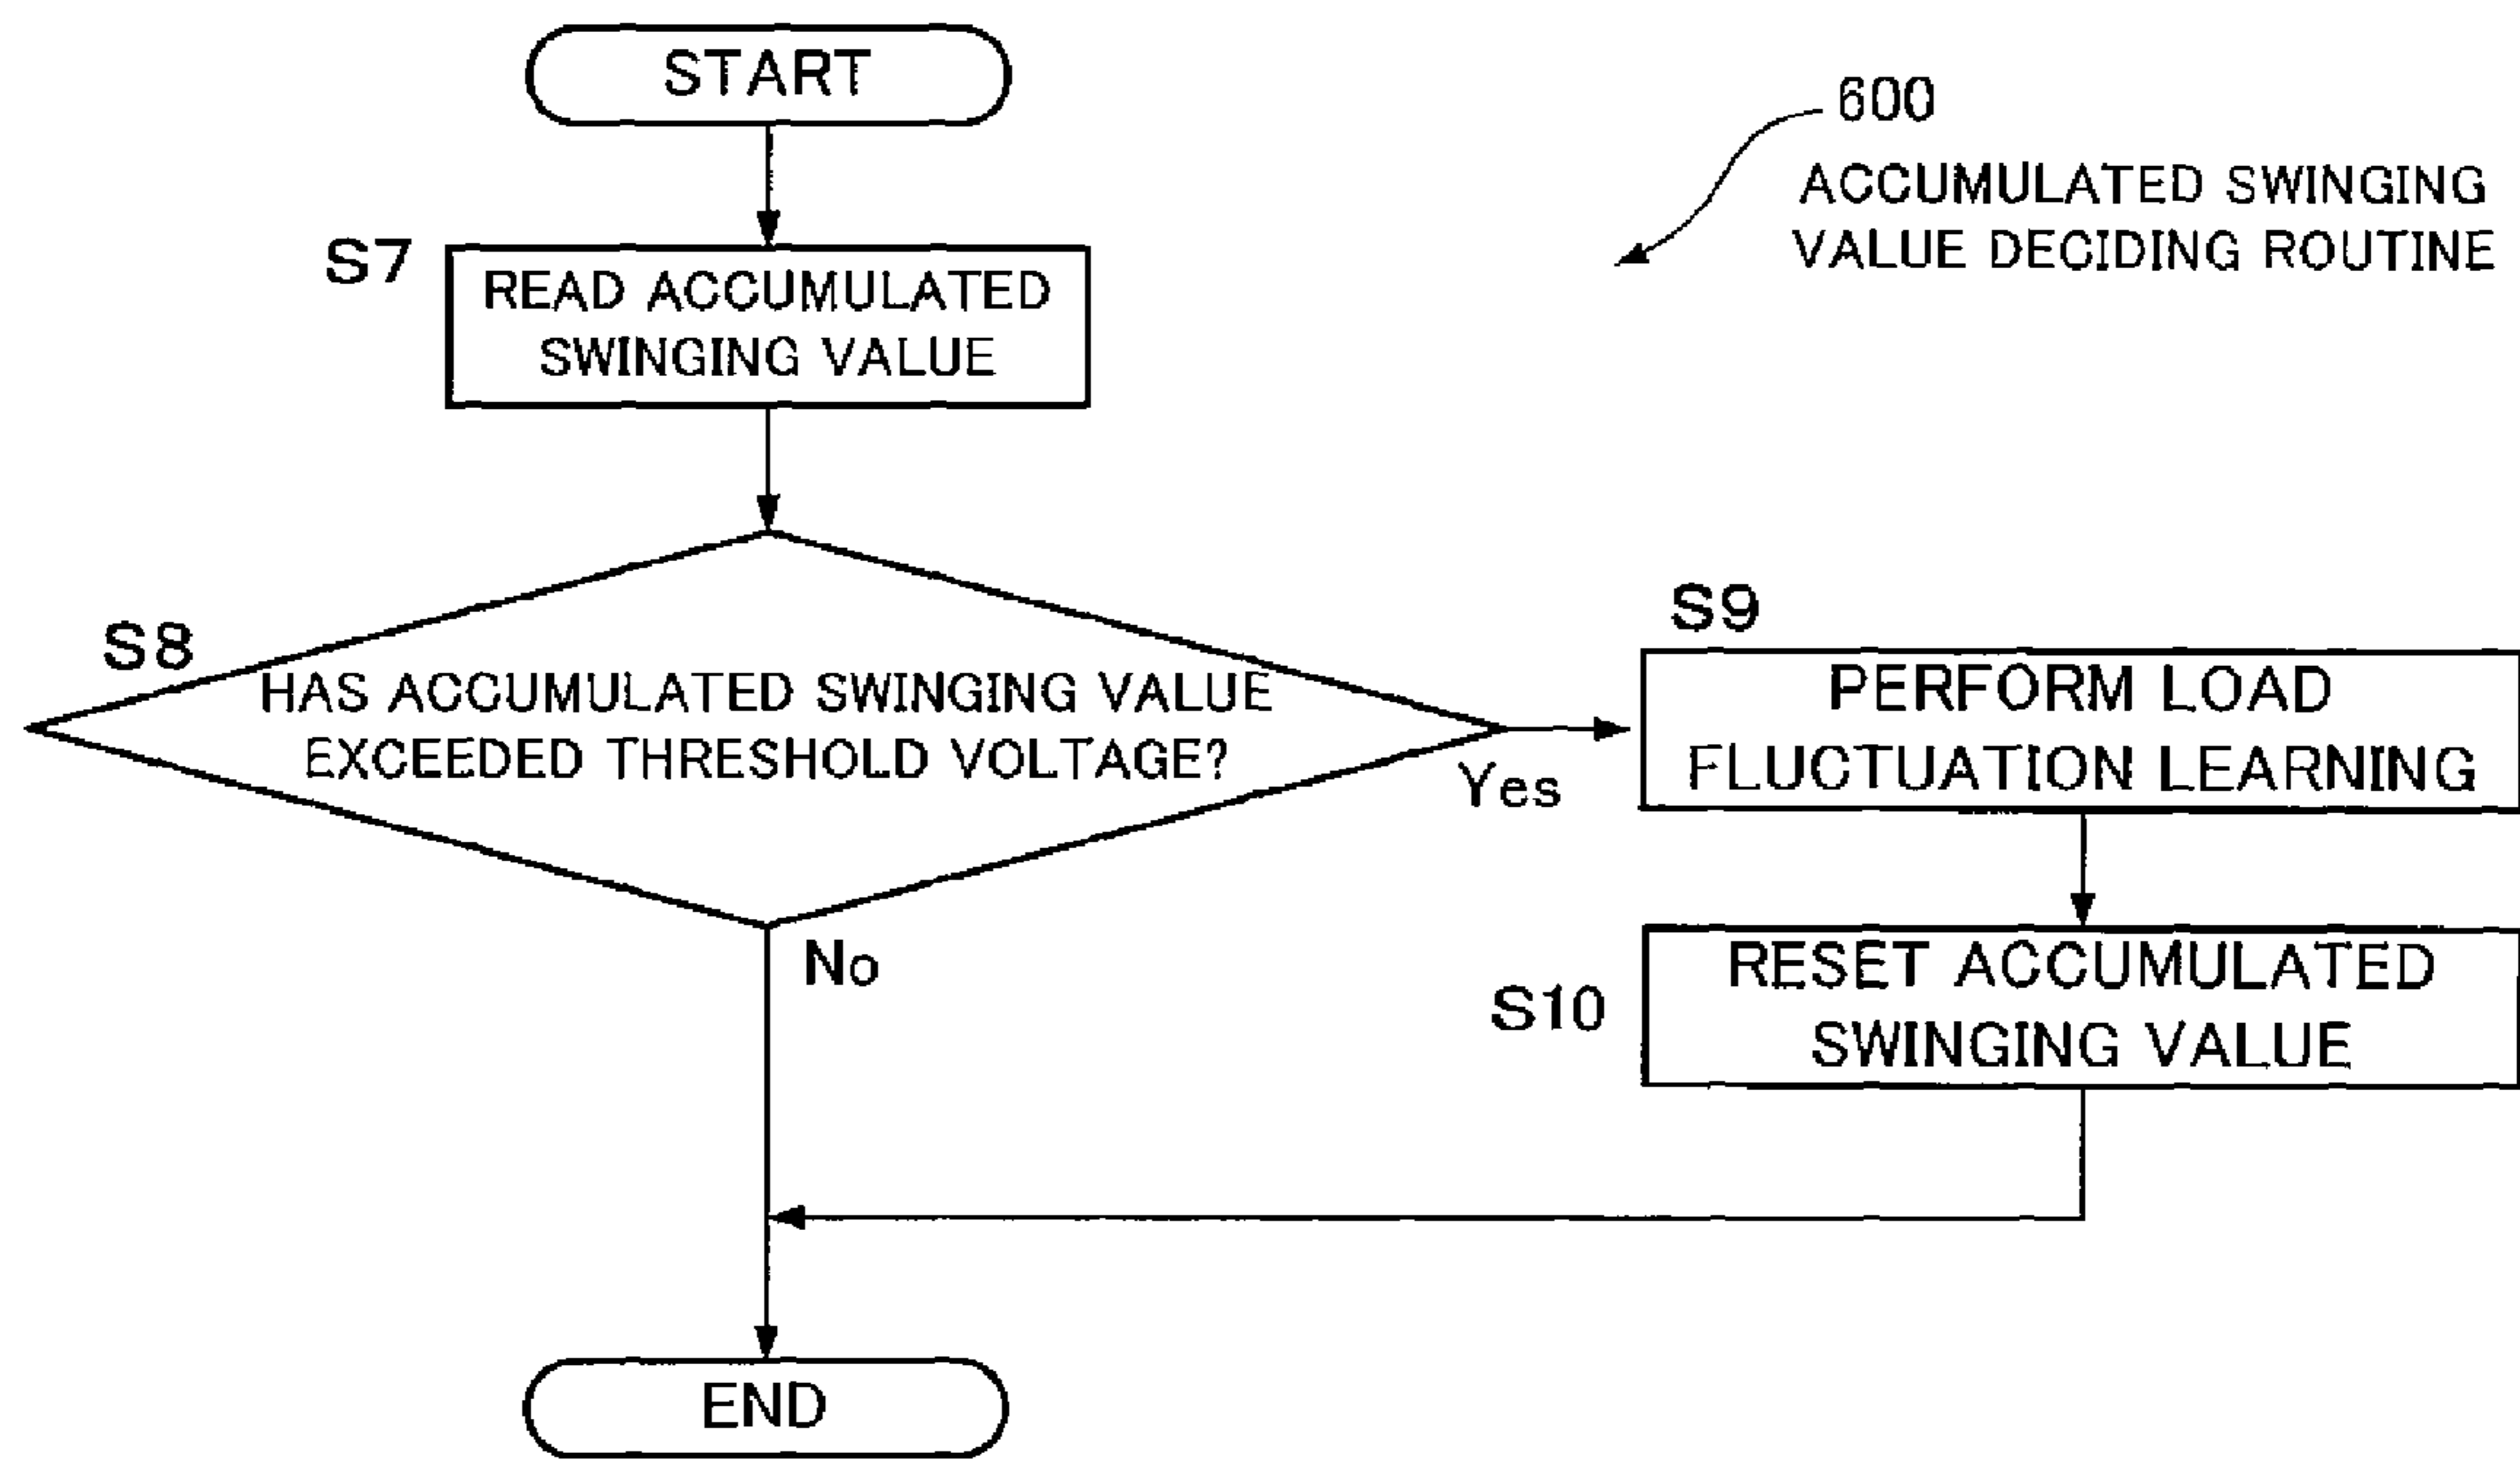 START
600
ACCUMULATED SWINGING
VALUE DECIDING ROUTINE
S7
READ ACCUMULATED
SWINGING VALUE
S8
HAS ACCUMULATED SWINGING VALUE
EXCEEDED THRESHOLD VOLTAGE?
Yes
No
S9
PERFORM LOAD
FLUCTUATION LEARNING
S10
RESET ACCUMULATED
SWINGING VALUE
END